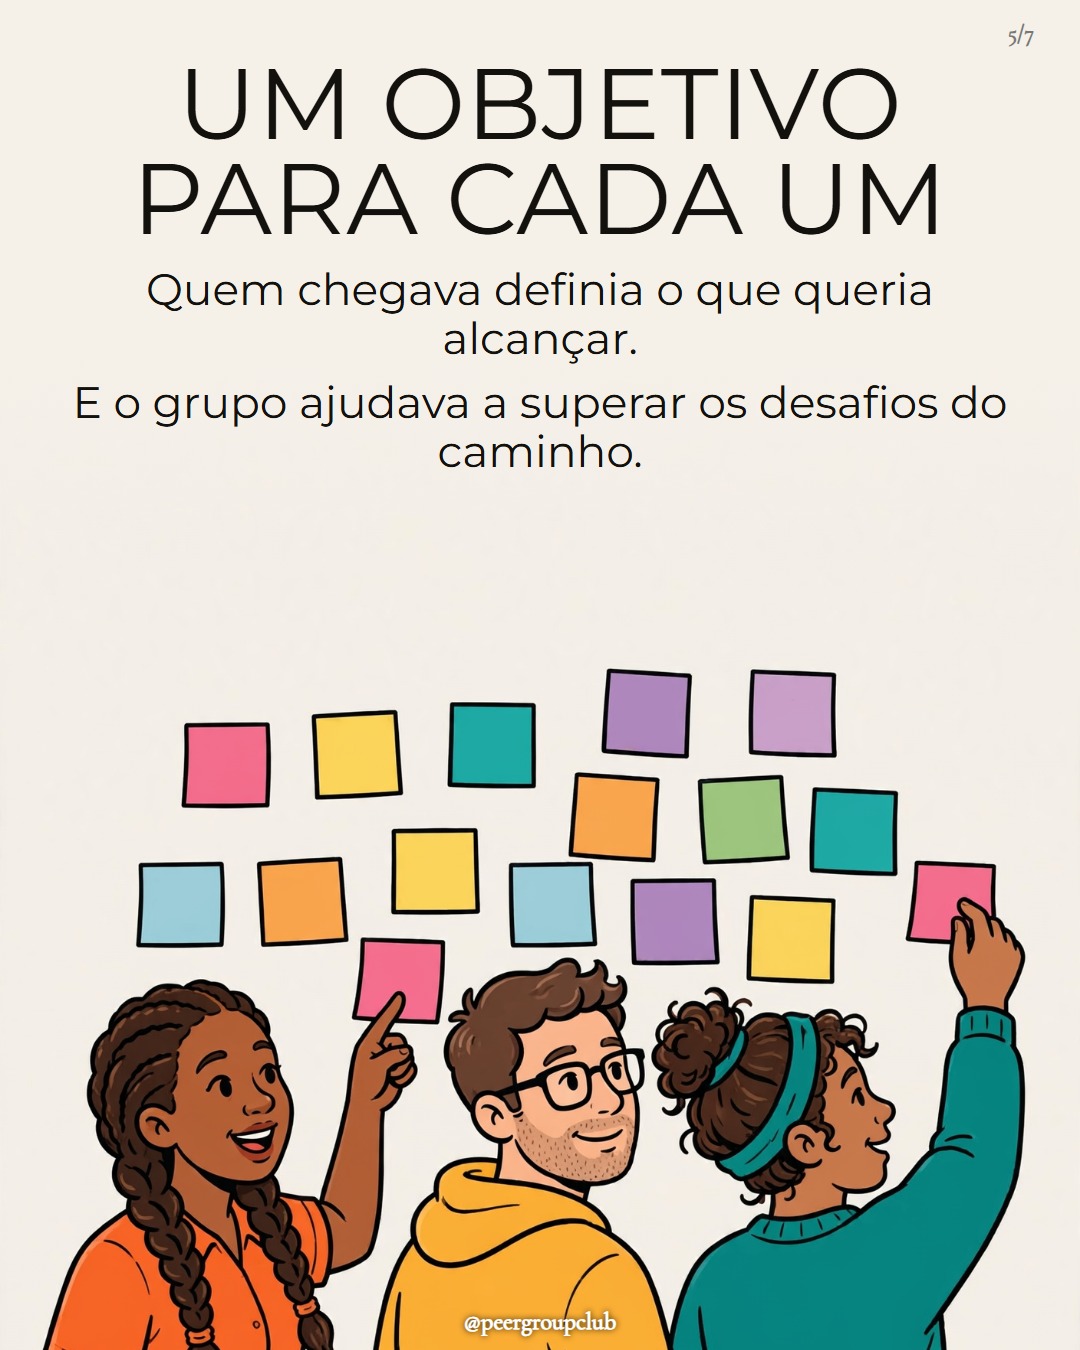 5/7
UM OBJETIVO
PARA CADA UM
Quem chegava definia o que queria
alcançar.
E o grupo ajudava a superar os desafios do
caminho.
@peergroupclub